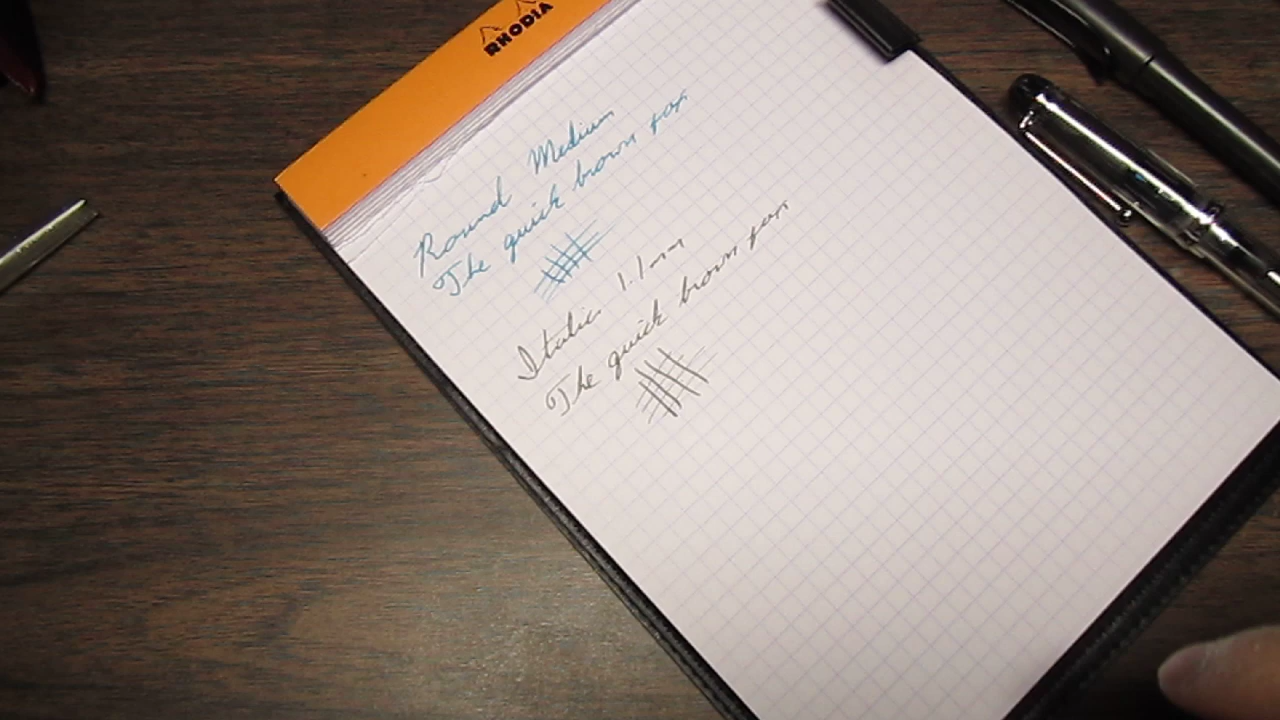 RHODIA
Round Medium
The quick brown fox
Italic 1.1mm
The quick brown fox